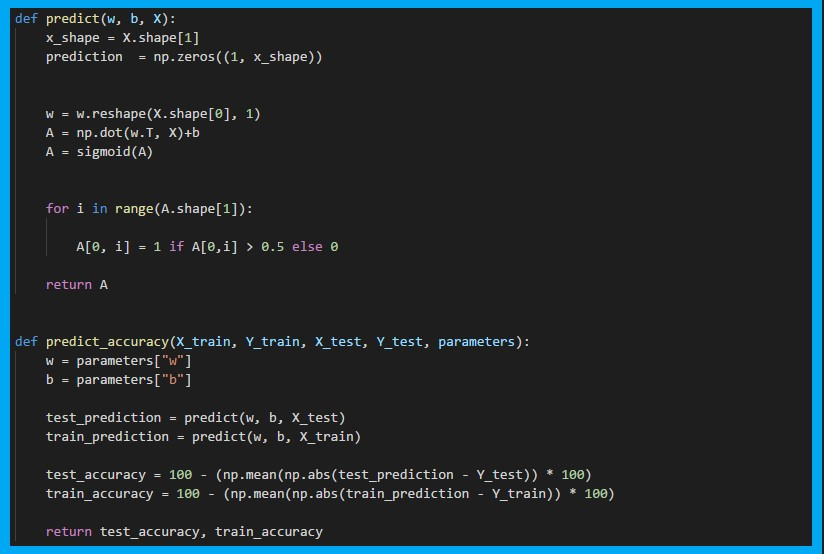 def predict(w, b, X):
    x_shape = X.shape[1]
    prediction  = np.zeros((1, x_shape))
    w = w.reshape(X.shape[0], 1)
    A = np.dot(w.T, X)+b
    A = sigmoid(A)
    for i in range(A.shape[1]):
        A[0, i] = 1 if A[0,i] > 0.5 else 0
    return A
def predict_accuracy(X_train, Y_train, X_test, Y_test, parameters):
    w = parameters["w"]
    b = parameters["b"]
    test_prediction = predict(w, b, X_test)
    train_prediction = predict(w, b, X_train)
    test_accuracy = 100 - (np.mean(np.abs(test_prediction - Y_test)) * 100)
    train_accuracy = 100 - (np.mean(np.abs(train_prediction - Y_train)) * 100)
    return test_accuracy, train_accuracy